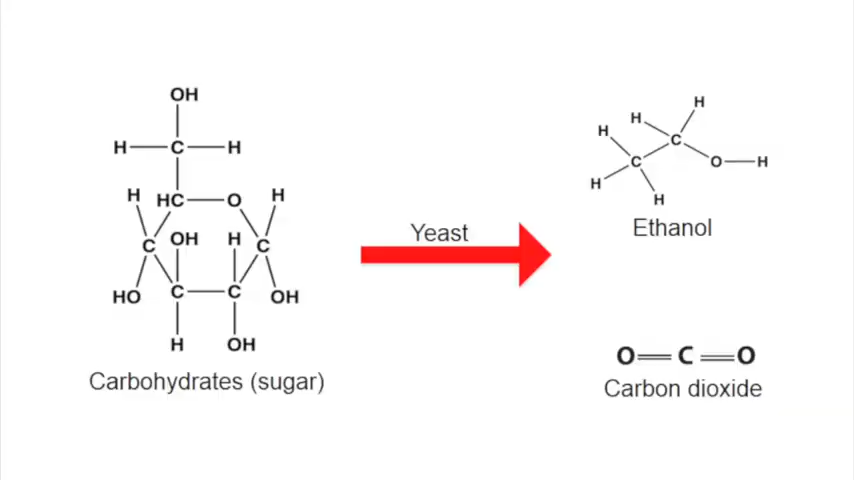 OH
H C H
H HC O H
C OH H C
HO C C OH
H OH
Carbohydrates (sugar)
Yeast
H
H
H C
C O H
H
H
Ethanol
O C O
Carbon dioxide